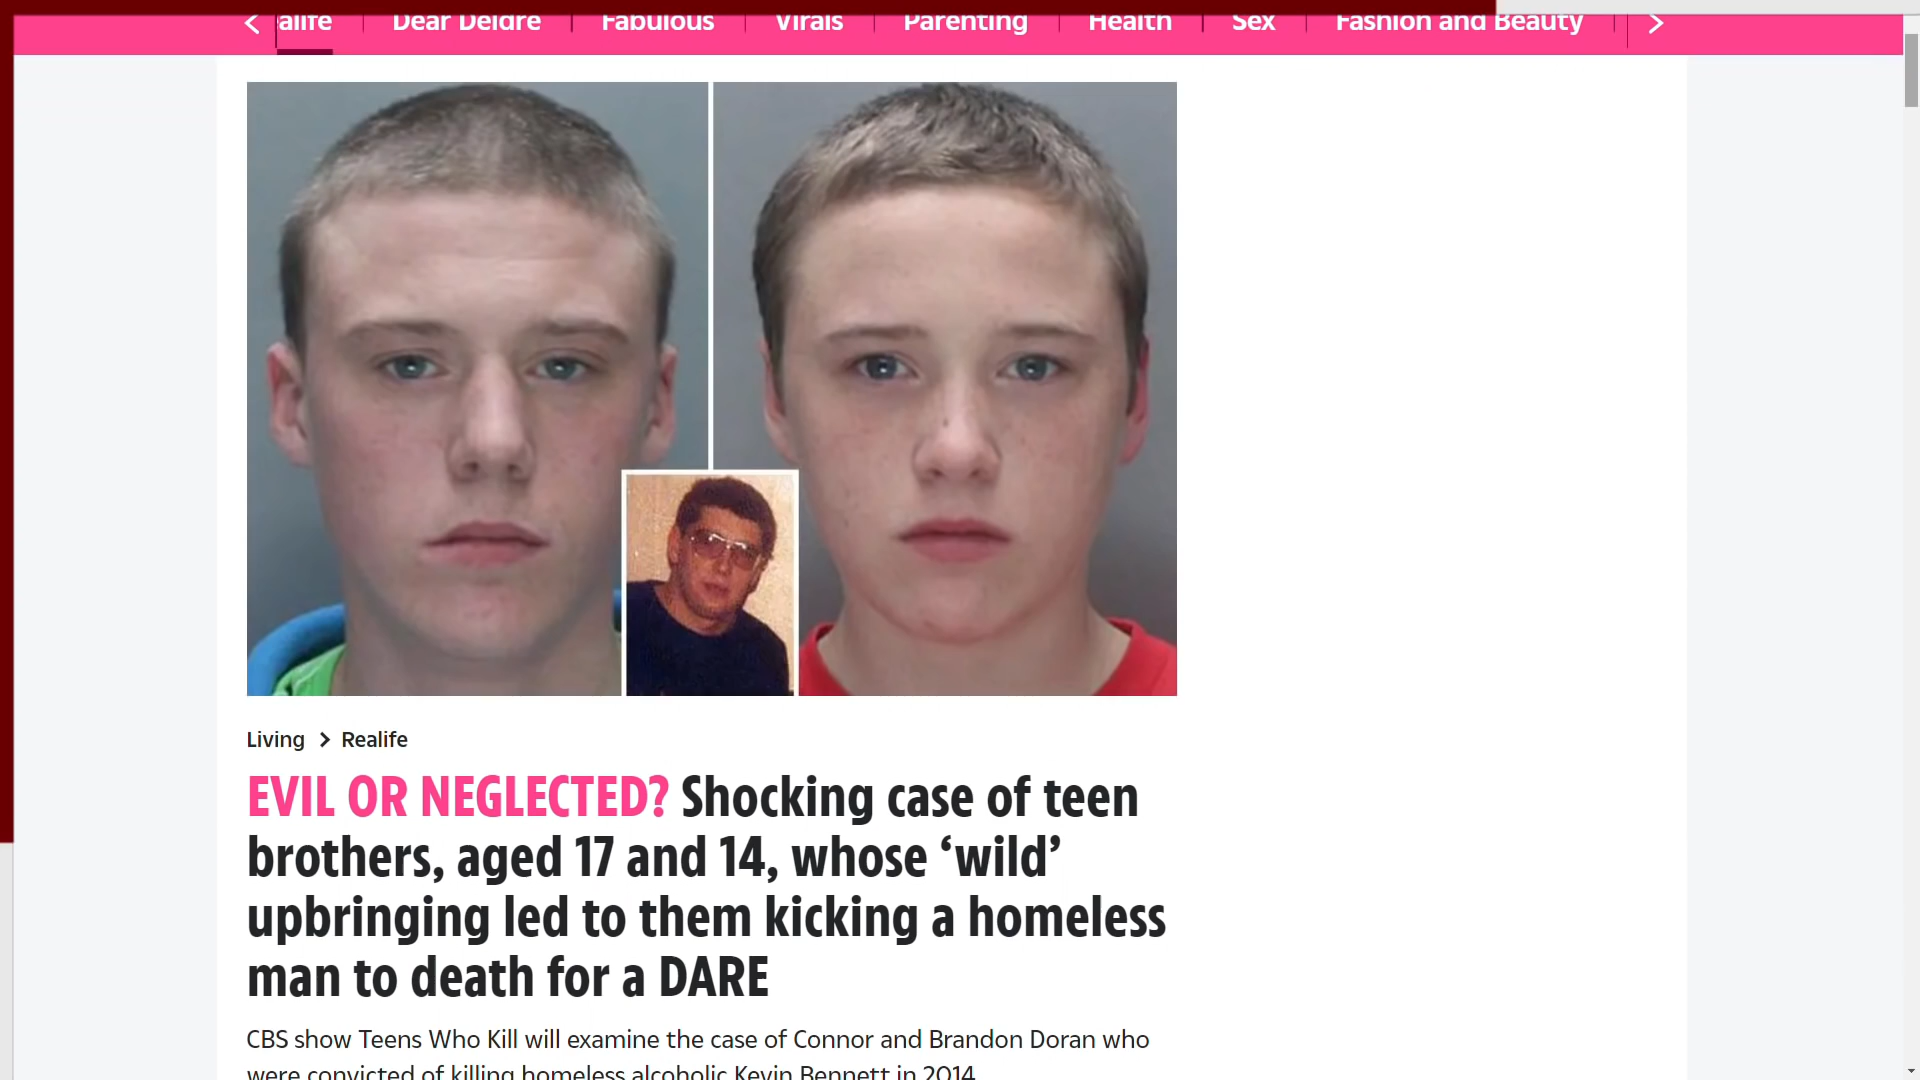 alife
Dear Deidre
Fabulous
Virals
Parenting
Health
Sex
Fashion and Beauty
Living > Realife
EVIL OR NEGLECTED? Shocking case of teen
brothers, aged 17 and 14, whose ‘wild’
upbringing led to them kicking a homeless
man to death for a DARE
CBS show Teens Who Kill will examine the case of Connor and Brandon Doran who
were convicted of killing homeless alcoholic Kevin Bennett in 2014